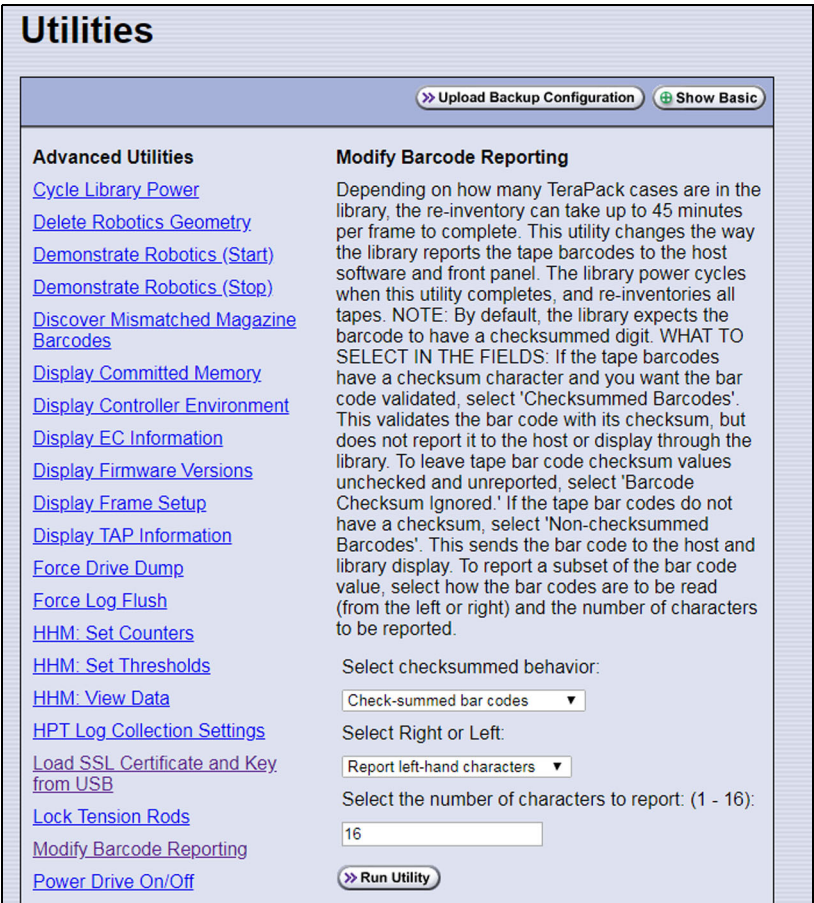 Utilities
Upload Backup Configuration
Show Basic
Advanced Utilities
Cycle Library Power
Delete Robotics Geometry
Demonstrate Robotics (Start)
Demonstrate Robotics (Stop)
Discover Mismatched Magazine
Barcodes
Display Committed Memory
Display Controller Environment
Display EC Information
Display Firmware Versions
Display Frame Setup
Display TAP Information
Force Drive Dump
Force Log Flush
HHM: Set Counters
HHM: Set Thresholds
HHM: View Data
HPT Log Collection Settings
Load SSL Certificate and Key
from USB
Lock Tension Rods
Modify Barcode Reporting
Power Drive On/Off
Modify Barcode Reporting
Depending on how many TeraPack cases are in the
library, the re-inventory can take up to 45 minutes
per frame to complete. This utility changes the way
the library reports the tape barcodes to the host
software and front panel. The library power cycles
when this utility completes, and re-inventories all
tapes. NOTE: By default, the library expects the
barcode to have a checksummed digit. WHAT TO
SELECT IN THE FIELDS: If the tape barcodes
have a checksum character and you want the bar
code validated, select 'Checksummed Barcodes'.
This validates the bar code with its checksum, but
does not report it to the host or display through the
library. To leave tape bar code checksum values
unchecked and unreported, select 'Barcode
Checksum Ignored.' If the tape bar codes do not
have a checksum, select 'Non-checksummed
Barcodes'. This sends the bar code to the host and
library display. To report a subset of the bar code
value, select how the bar codes are to be read
(from the left or right) and the number of characters
to be reported.
Select checksummed behavior:
Check-summed bar codes
Select Right or Left:
Report left-hand characters
Select the number of characters to report: (1 - 16):
16
Run Utility